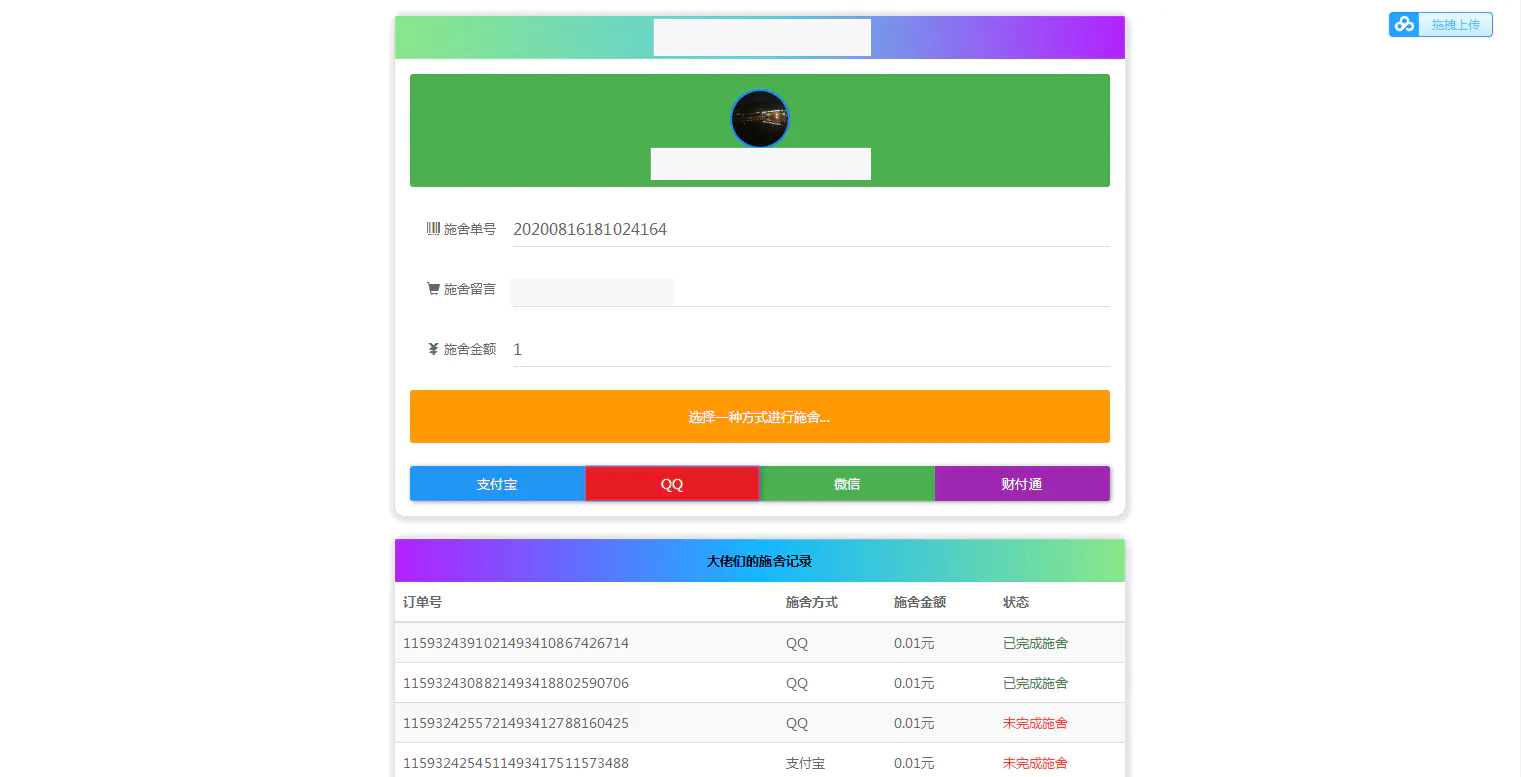 拖拽上传
施舍单号 20200816181024164
施舍留言
施舍金额 1
选择一种方式进行施舍...
支付宝 QQ 微信 财付通
大佬们的施舍记录
订单号 施舍方式 施舍金额 状态
1159324391021493410867426714 QQ 0.01元 已完成施舍
1159324308821493418802590706 QQ 0.01元 已完成施舍
1159324255721493412788160425 QQ 0.01元 未完成施舍
1159324254511493417511573488 支付宝 0.01元 未完成施舍